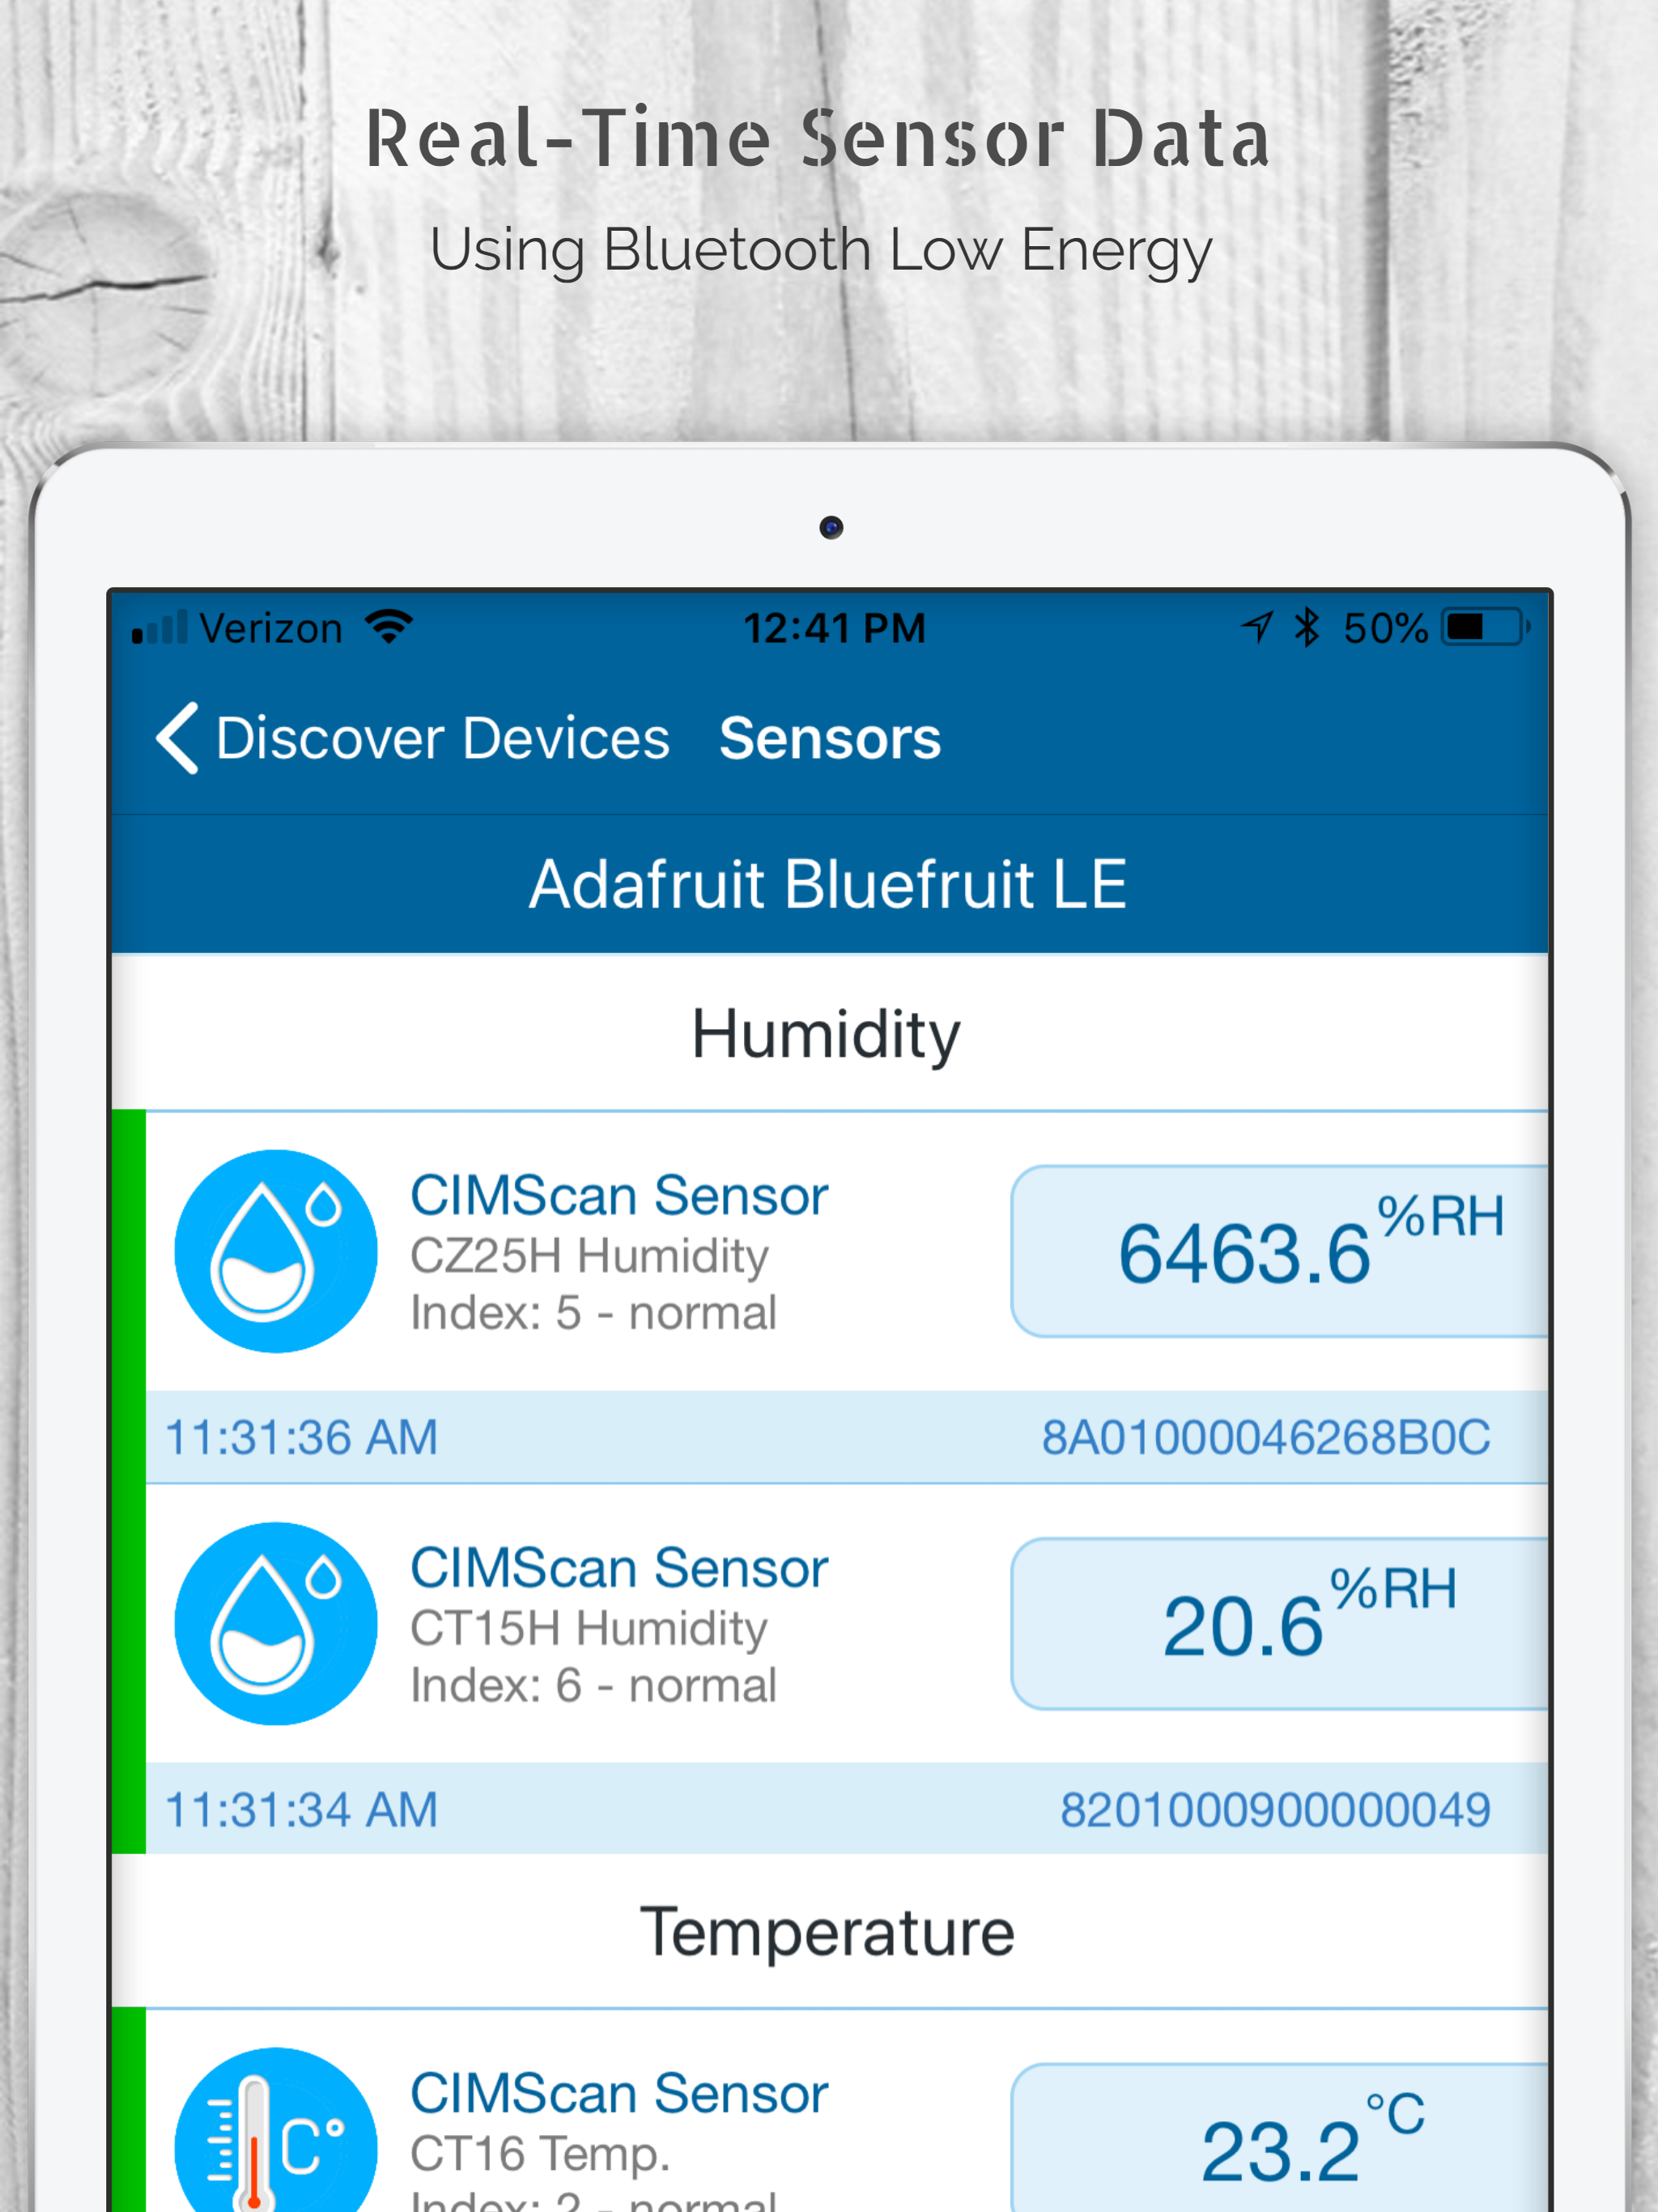 Real-Time Sensor Data
Using Bluetooth Low Energy
Verizon 12:41 PM 50%
Discover Devices Sensors
Adafruit Bluefruit LE
Humidity
CIMScan Sensor
CZ25H Humidity
Index: 5 - normal
6463.6 %RH
11:31:36 AM 8A01000046268B0C
CIMScan Sensor
CT15H Humidity
Index: 6 - normal
20.6 %RH
11:31:34 AM 8201000900000049
Temperature
C°
CIMScan Sensor
CT16 Temp.
Index: 2 - normal
23.2 °C